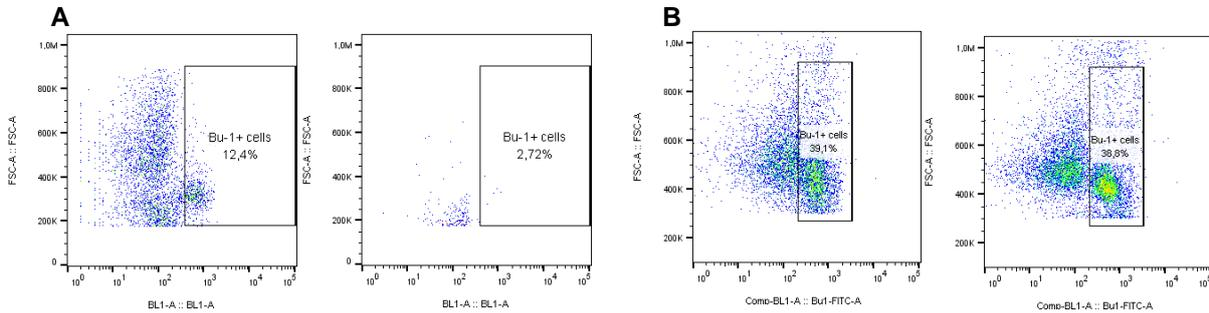 A
1,0M
800K
600K
400K
200K
0
FSC-A :: FSC-A
Bu-1+ cells
12,4%
10^0 10^1 10^2 10^3 10^4 10^5
BL1-A :: BL1-A
1,0M
800K
600K
400K
200K
0
FSC-A :: FSC-A
Bu-1+ cells
2,72%
10^0 10^1 10^2 10^3 10^4 10^5
BL1-A :: BL1-A
B
1,0M
800K
600K
400K
200K
FSC-A :: FSC-A
Bu-1+ cells
39,1%
10^0 10^1 10^2 10^3 10^4 10^5
Comp-BL1-A :: Bu1-FITC-A
1,0M
800K
600K
400K
200K
FSC-A :: FSC-A
Bu-1+ cells
38,8%
10^0 10^1 10^2 10^3 10^4 10^5
Comp-BL1-A :: Bu1-FITC-A